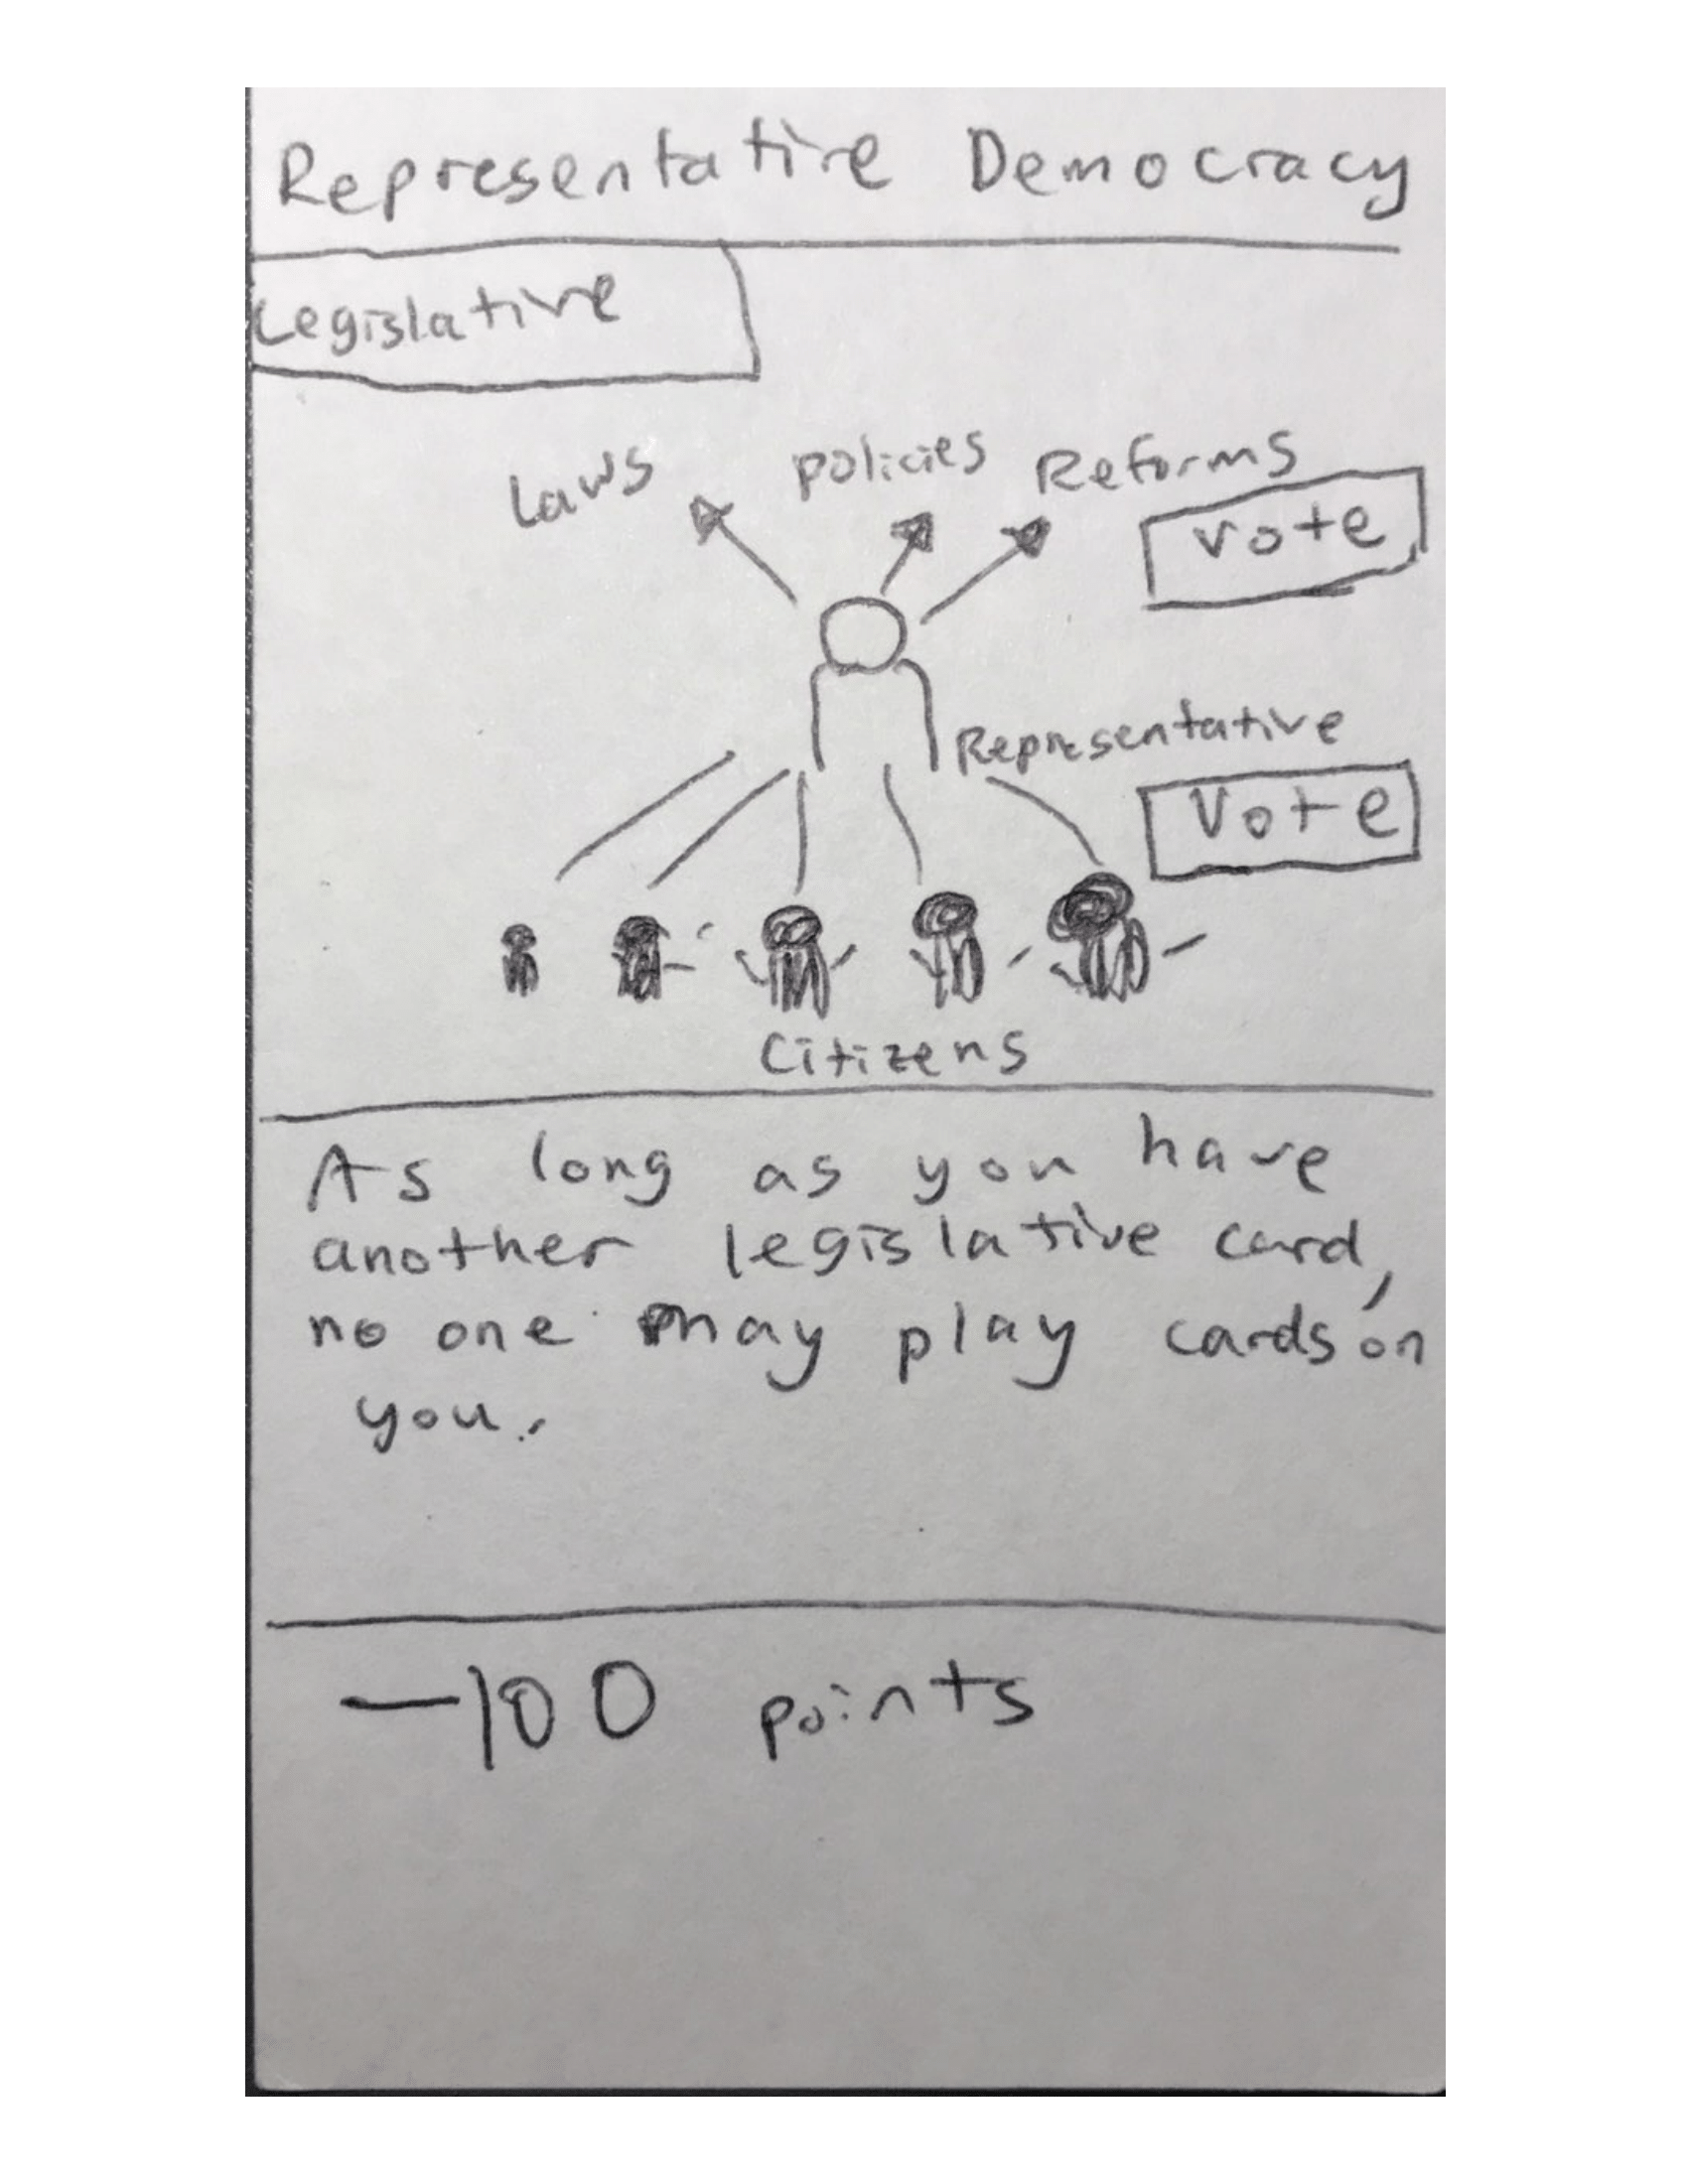 Representative Democracy
Legislative
Laws policies Reforms
vote
Representative
Vote
Citizens
As long as you have
another legislative card,
no one may play cards on
you.
-100 points